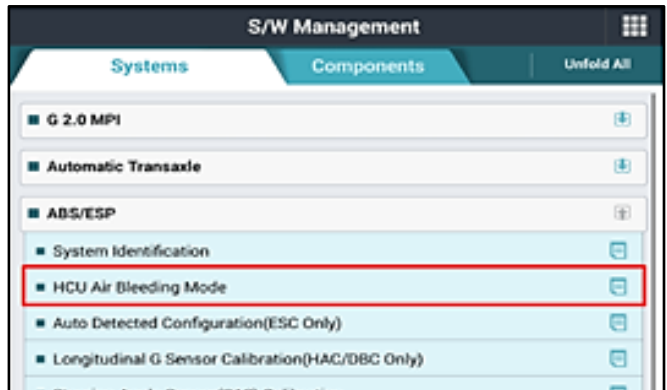 S/W Management
Systems Components Unfold All
G 2.0 MPI
Automatic Transaxle
ABS/ESP
System Identification
HCU Air Bleeding Mode
Auto Detected Configuration(ESC Only)
Longitudinal G Sensor Calibration(HAC/DBC Only)